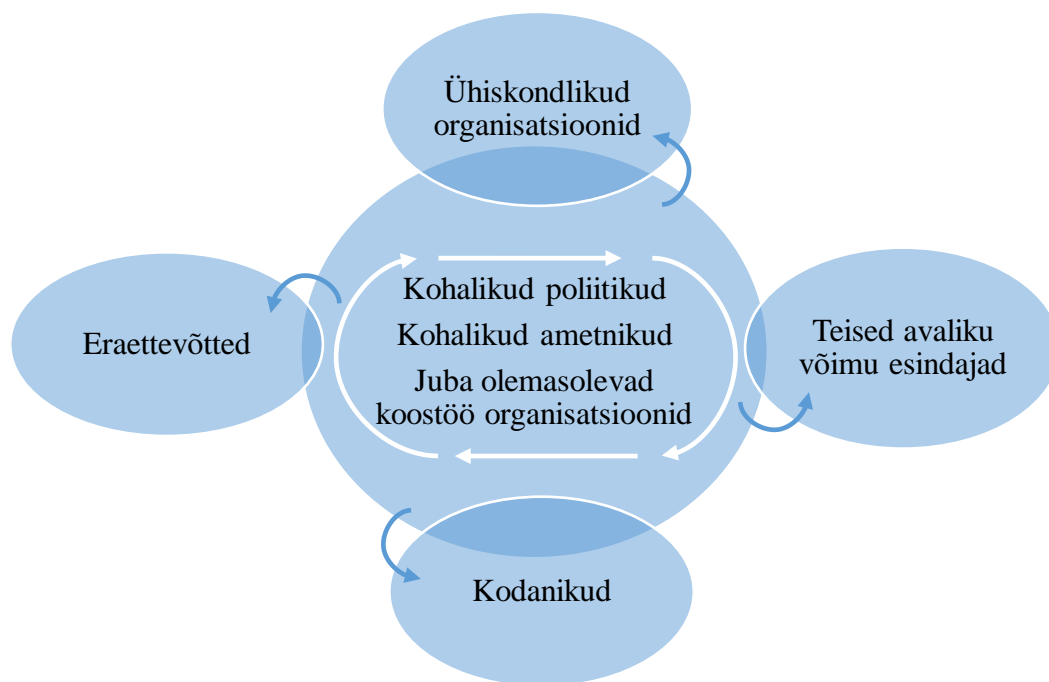 Ühiskondlikud
organisatsioonid
Kohalikud poliitikud
Kohalikud ametnikud
Juba olemasolevad
koostöö organisatsioonid
Eraettevõtted
Teised avaliku
võimu esindajad
Kodanikud